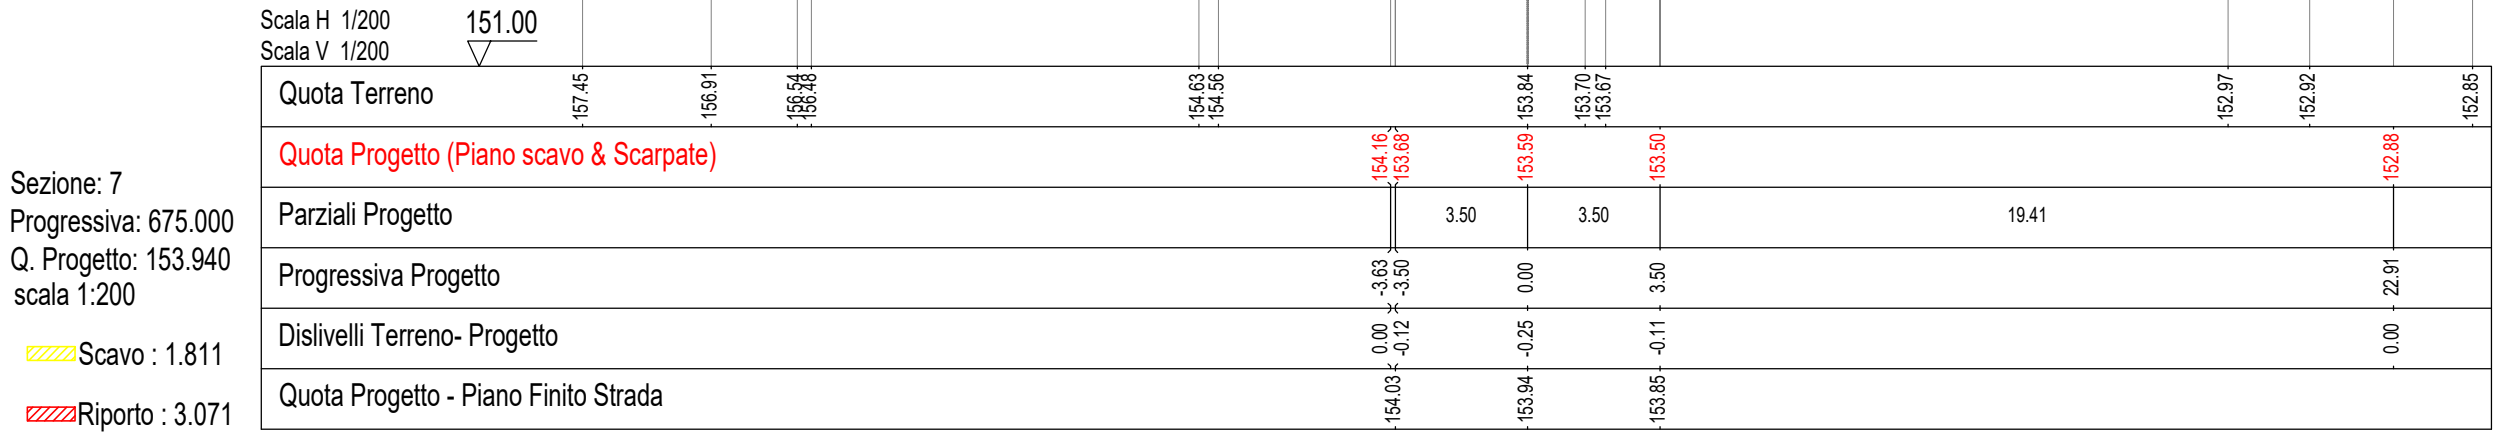 Scala H 1/200
151.00
Scala V 1/200
Quota Terreno
157.45 156.91 156.54 156.48 154.63 154.56 153.84 153.70 153.67 152.97 152.92 152.85
Quota Progetto (Piano scavo & Scarpate)
154.16 153.68 153.59 153.50 152.88
Sezione: 7
Progressiva: 675.000
Q. Progetto: 153.940
scala 1:200
Parziali Progetto
3.50 3.50 19.41
Progressiva Progetto
-3.63 -3.50 0.00 3.50 22.91
Dislivelli Terreno- Progetto
0.00 -0.12 -0.25 -0.11 0.00
Scavo : 1.811
Quota Progetto - Piano Finito Strada
154.03 153.94 153.85
Riporto : 3.071